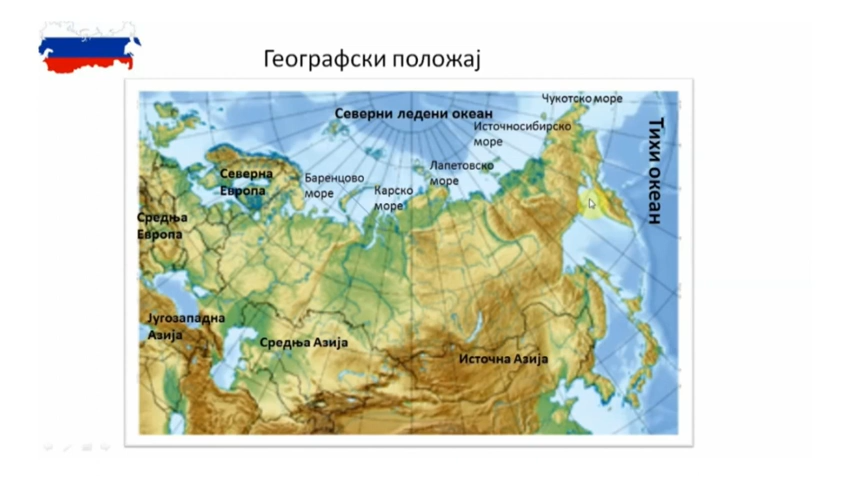 Географски положај
Чукотско море
Северни ледени океан
Источносибирско
море
Тихи океан
Лапетовско
море
Северна
Европа
Баренцово
море
Карско
море
Средња
Европа
Југозападна
Азија
Средња Азија
Источна Азија